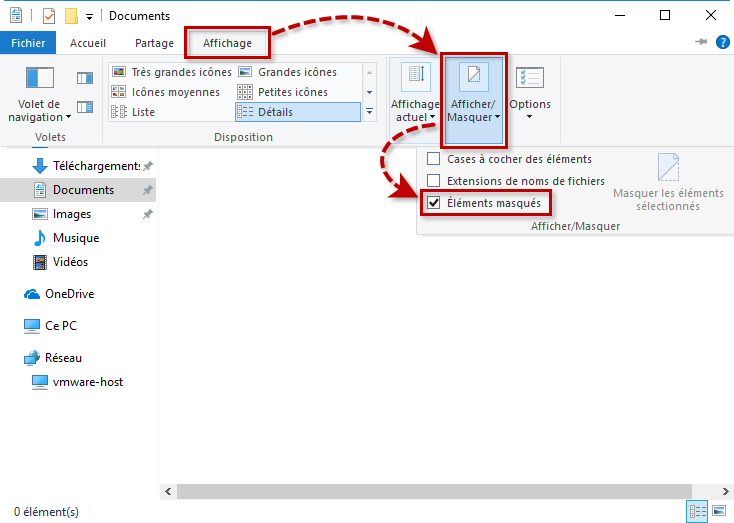 Documents
Fichier Accueil Partage Affichage
Très grandes icônes Grandes icônes
Icônes moyennes Petites icônes
Liste Détails
Volet de
navigation
Volets
Disposition
Affichage
actuel
Afficher/
Masquer
Options
Cases à cocher des éléments
Extensions de noms de fichiers
Éléments masqués
Masquer les éléments
sélectionnés
Afficher/Masquer
Téléchargements
Documents
Images
Musique
Vidéos
OneDrive
Ce PC
Réseau
vmware-host
0 élément(s)